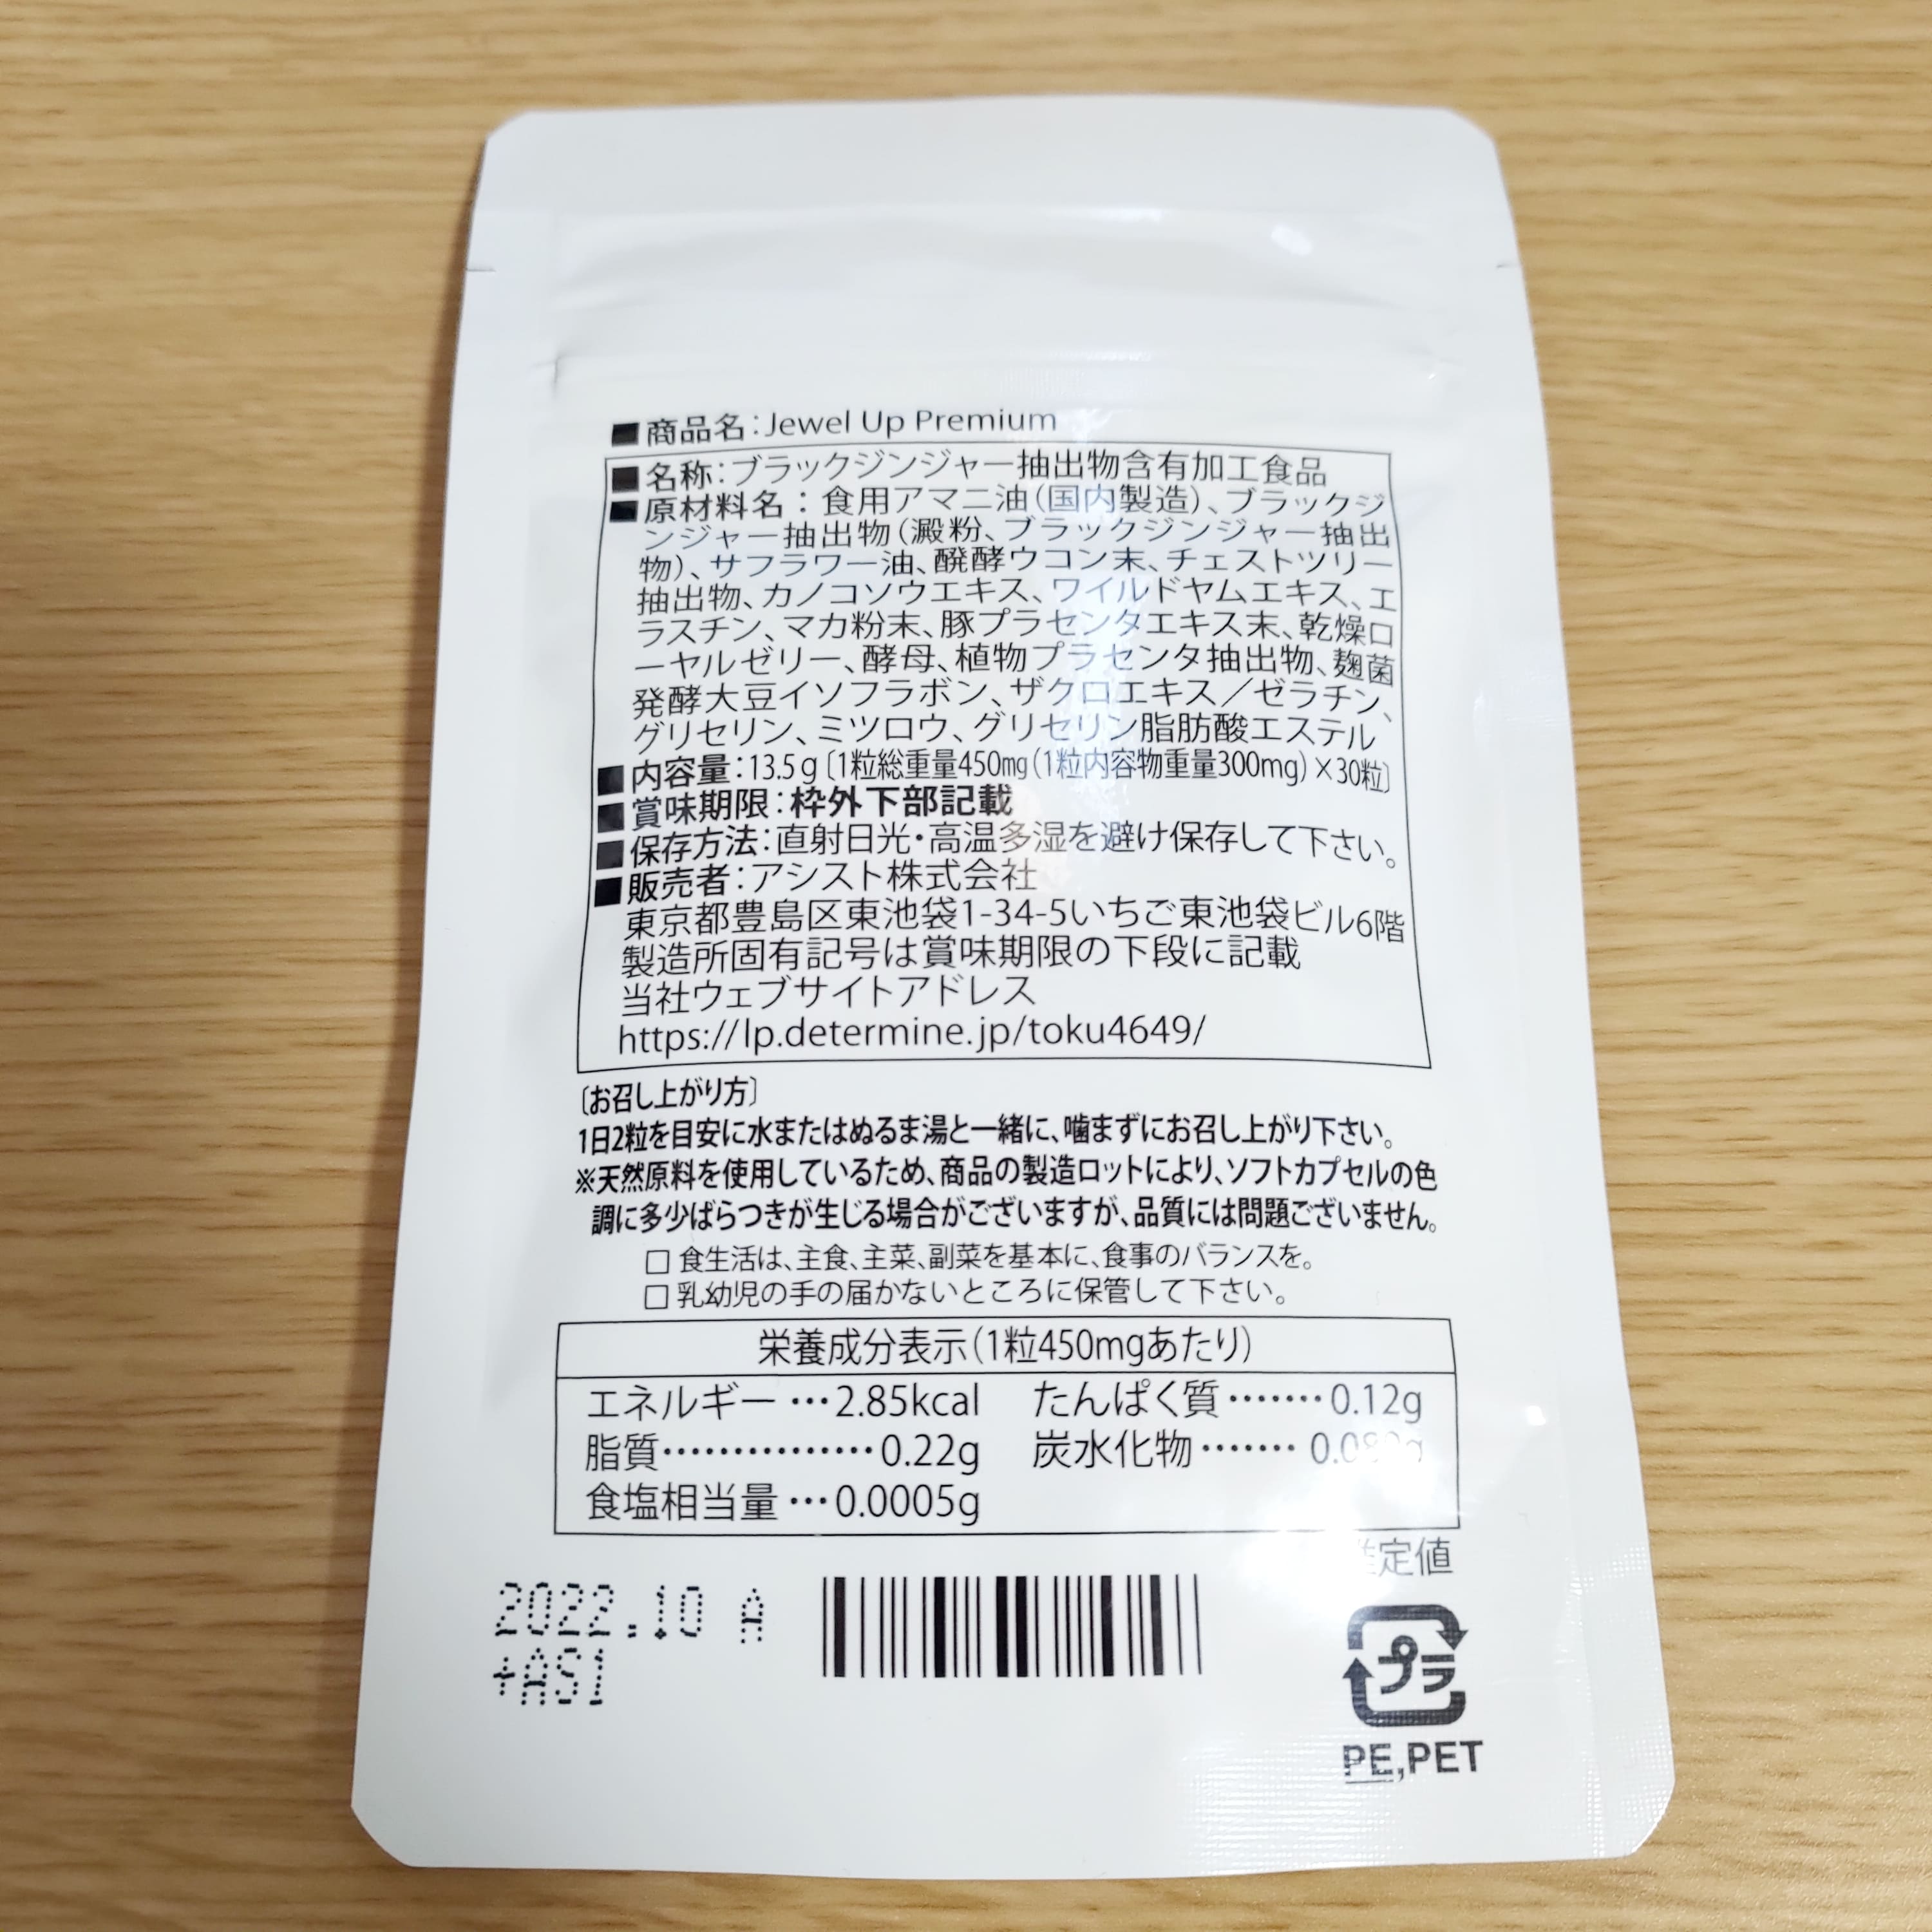 ■商品名：Jewel Up Premium
■名称：ブラックジンジャー抽出物含有加工食品
■原材料名：食用アマニ油（国内製造）、ブラックジ
ンジャー抽出物（澱粉、ブラックジンジャー抽出
物）、サフラワー油、醗酵ウコン末、チェストツリー
抽出物、カノコソウエキス、ワイルドヤムエキス、エ
ラスチン、マカ粉末、豚プラセンタエキス末、乾燥ロ
ーヤルゼリー、酵母、植物プラセンタ抽出物、麹菌
発酵大豆イソフラボン、ザクロエキス／ゼラチン、
グリセリン、ミツロウ、グリセリン脂肪酸エステル
■内容量：13.5g〔1粒総重量450mg（1粒内容物重量300mg）×30粒〕
■賞味期限：枠外下部記載
■保存方法：直射日光・高温多湿を避け保存して下さい。
■販売者：アシスト株式会社
東京都豊島区東池袋1-34-5いちご東池袋ビル6階
製造所固有記号は賞味期限の下段に記載
当社ウェブサイトアドレス
https://lp.determine.jp/toku4649/
〔お召し上がり方〕
1日2粒を目安に水またはぬるま湯と一緒に、噛まずにお召し上がり下さい。
※天然原料を使用しているため、商品の製造ロットにより、ソフトカプセルの色
調に多少ばらつきが生じる場合がございますが、品質には問題ございません。
□ 食生活は、主食、主菜、副菜を基本に、食事のバランスを。
□ 乳幼児の手の届かないところに保管して下さい。
栄養成分表示（1粒450mgあたり）
エネルギー…2.85kcal たんぱく質……0.12g
脂質……………0.22g 炭水化物……
食塩相当量…0.0005g
定値
2022.10 A
+AS1
プラ
PE,PET